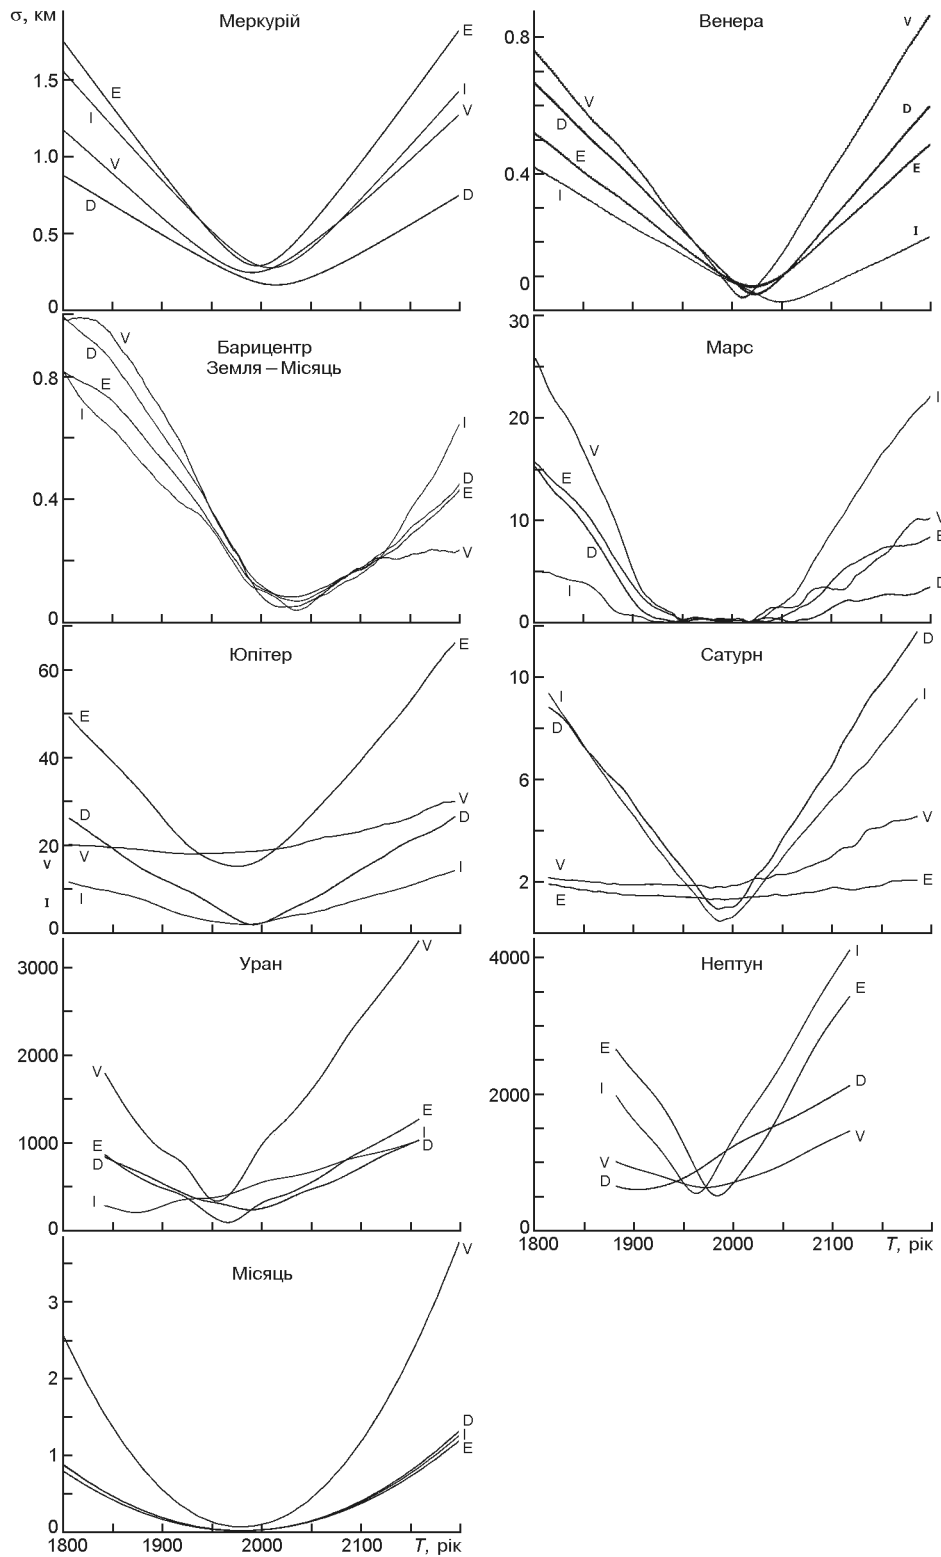 σ, км
Меркурій
E
1.5
E
I
I
V
1.0
V
D
0.5
0
Венера
V
0.8
V
D
D
E
E
0.4
I
I
0
Барицентр
Земля – Місяць
V
D
0.8
E
I
I
D
0.4
E
V
0
30
Марс
I
20
V
E
10
V
E
D
D
I
0
Юпітер
60
E
E
40
V
D
D
20
V
V
I
I
I
0
Сатурн
D
10
I
I
D
6
V
V
2
E
E
Уран
V
3000
2000
V
E
1000
I
E
D
D
I
0
Нептун
4000
I
E
E
I
2000
D
V
V
D
0
1800
1900
2000
2100
T, рік
Місяць
V
3
2
D
I
1
E
0
1800
1900
2000
2100
T, рік